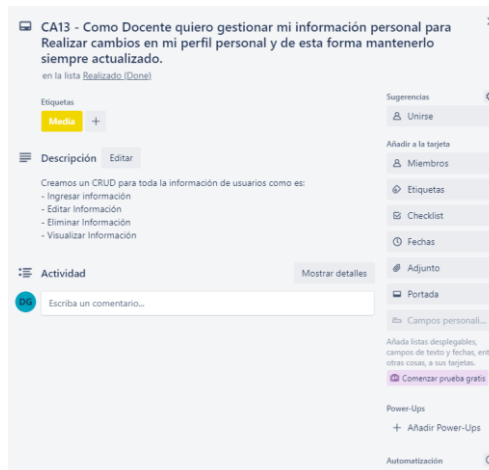 CA13 - Como Docente quiero gestionar mi información personal para
Realizar cambios en mi perfil personal y de esta forma mantenerlo
siempre actualizado.
en la lista Realizado (Done)
Etiquetas
Media +
Descripción Editar
Creamos un CRUD para toda la información de usuarios como es:
- Ingresar información
- Editar Información
- Eliminar Información
- Visualizar Información
Actividad Mostrar detalles
DG Escriba un comentario...
Sugerencias
Unirse
Añadir a la tarjeta
Miembros
Etiquetas
Checklist
Fechas
Adjunto
Portada
Campos personali...
Añada listas desplegables,
campos de texto y fechas, ent
otras cosas, a sus tarjetas.
Comenzar prueba gratis
Power-Ups
+ Añadir Power-Ups
Automatización